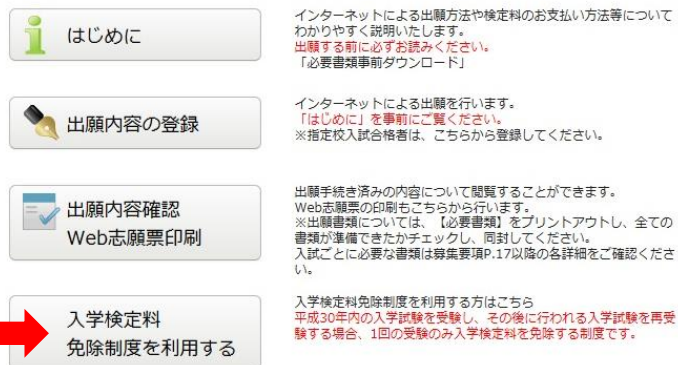 はじめに
インターネットによる出願方法や検定料のお支払い方法等について
わかりやすく説明いたします。
出願する前に必ずお読みください。
「必要書類事前ダウンロード」
出願内容の登録
インターネットによる出願を行います。
「はじめに」を事前にご覧ください。
※指定校入試合格者は、こちらから登録してください。
出願内容確認
Web志願票印刷
出願手続き済みの内容について閲覧することができます。
Web志願票の印刷もこちらから行います。
※出願書類については、【必要書類】をプリントアウトし、全ての
書類が準備できたかチェックし、同封してください。
入試ごとに必要な書類は募集要項P.17以降の各詳細をご確認くださ
い。
入学検定料
免除制度を利用する
入学検定料免除制度を利用する方はこちら
平成30年内の入学試験を受験し、その後に行われる入学試験を再受
験する場合、1回の受験のみ入学検定料を免除する制度です。